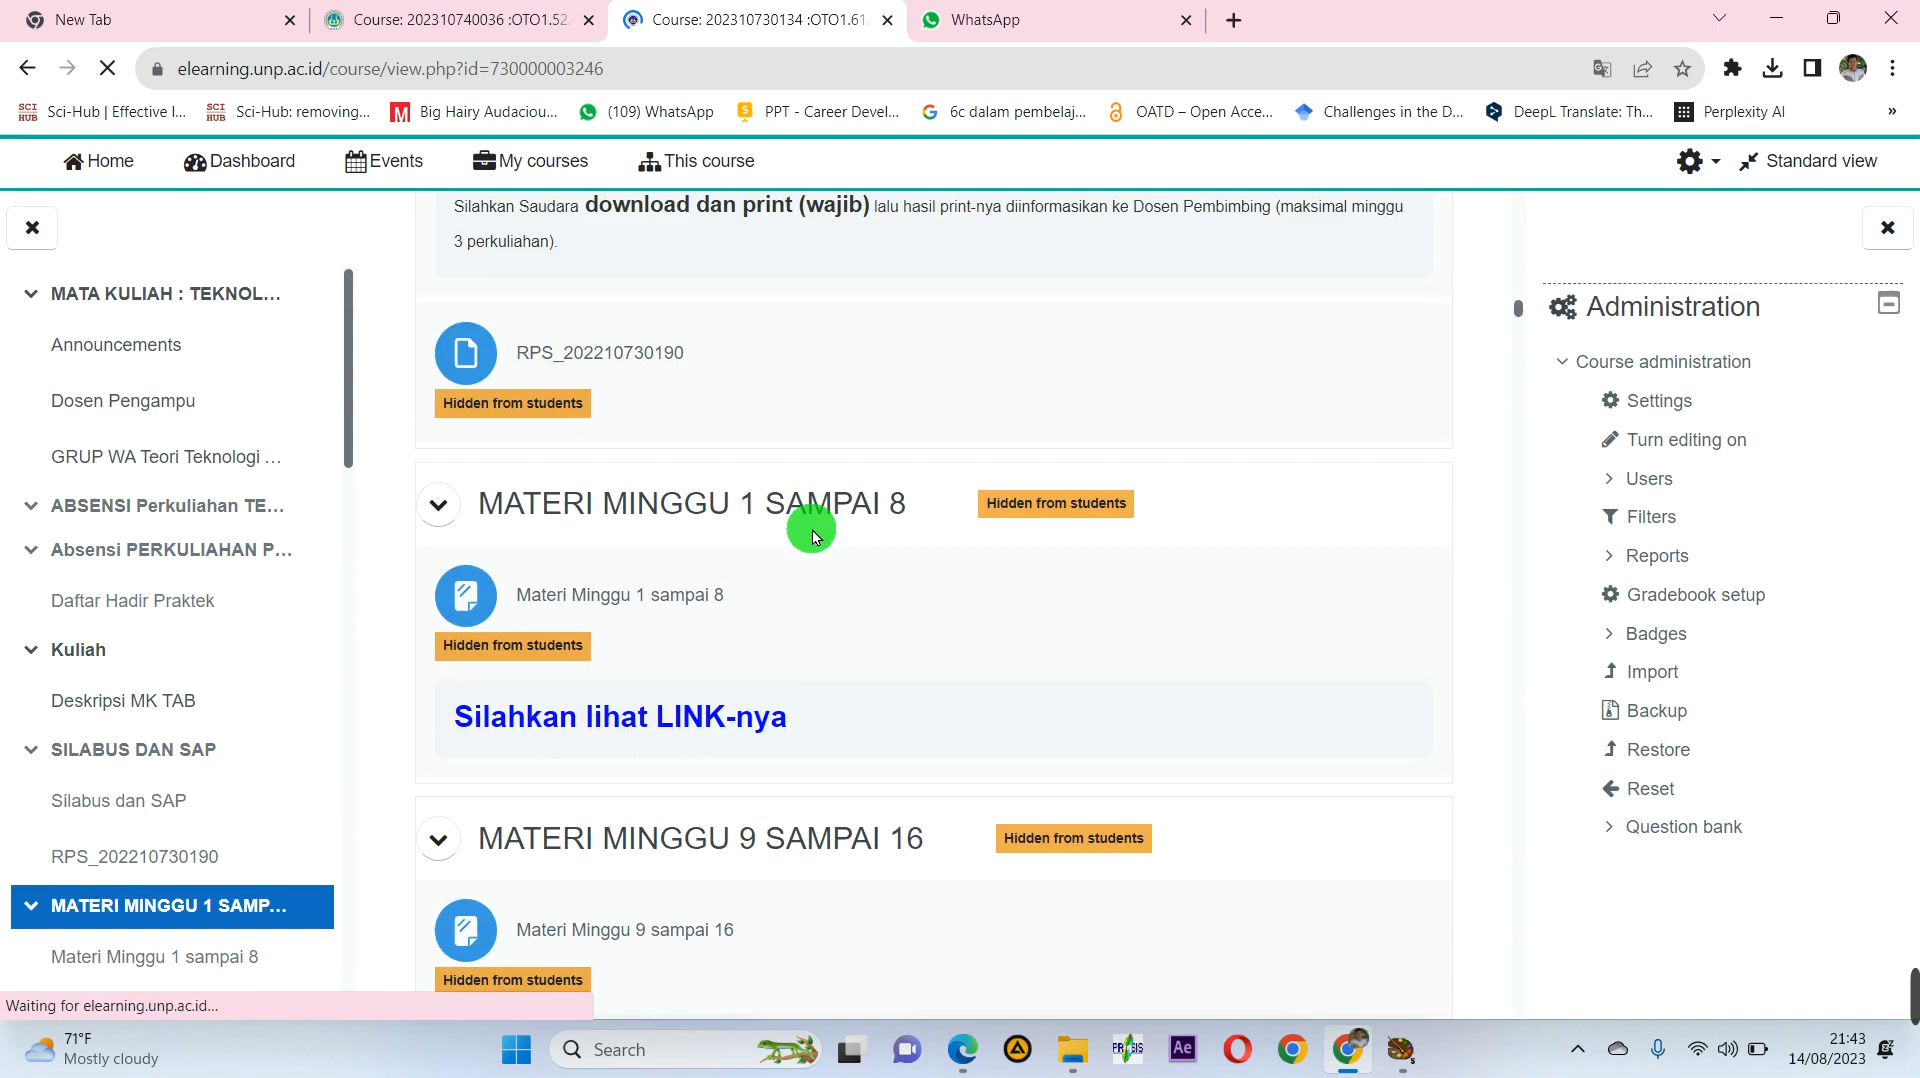 New Tab
Course: 202310740036 :OTO1.52.
Course: 202310730134 :OTO1.61.
WhatsApp
elearning.unp.ac.id/course/view.php?id=730000003246
SCI HUB
Sci-Hub | Effective l...
SCI HUB
Sci-Hub: removing...
Big Hairy Audaciou...
(109) WhatsApp
PPT - Career Devel...
6c dalam pembelaj...
OATD – Open Acce...
Challenges in the D...
DeepL Translate: Th...
Perplexity AI
»
Home
Dashboard
Events
My courses
This course
Standard view
MATA KULIAH : TEKNOL...
Announcements
Dosen Pengampu
GRUP WA Teori Teknologi ...
ABSENSI Perkuliahan TE...
Absensi PERKULIAHAN P...
Daftar Hadir Praktek
Kuliah
Deskripsi MK TAB
SILABUS DAN SAP
Silabus dan SAP
RPS_202210730190
MATERI MINGGU 1 SAMP...
Materi Minggu 1 sampai 8
Silahkan Saudara download dan print (wajib) lalu hasil print-nya diinformasikan ke Dosen Pembimbing (maksimal minggu
3 perkuliahan).
RPS_202210730190
Hidden from students
MATERI MINGGU 1 SAMPAI 8
Hidden from students
Materi Minggu 1 sampai 8
Hidden from students
Silahkan lihat LINK-nya
MATERI MINGGU 9 SAMPAI 16
Hidden from students
Materi Minggu 9 sampai 16
Hidden from students
Administration
Course administration
Settings
Turn editing on
Users
Filters
Reports
Gradebook setup
Badges
Import
Backup
Restore
Reset
Question bank
Waiting for elearning.unp.ac.id...
71°F
Mostly cloudy
Search
Ae
21:43
14/08/2023